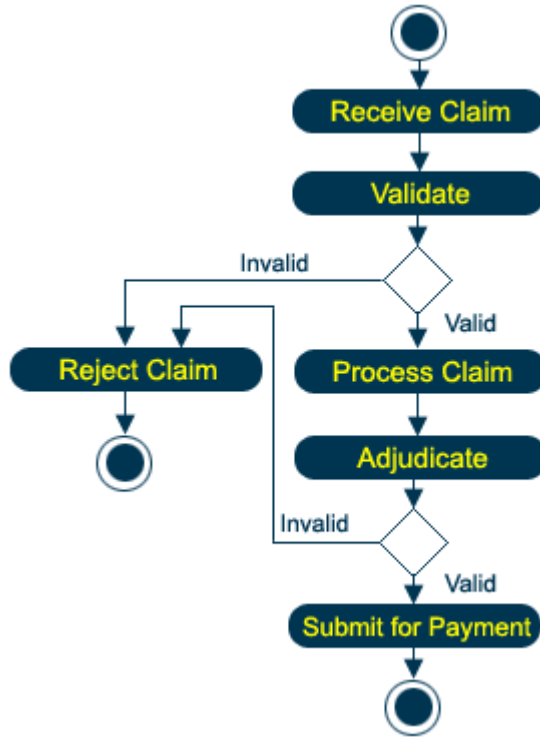 Receive Claim
Validate
Invalid
Valid
Reject Claim
Process Claim
Adjudicate
Invalid
Valid
Submit for Payment